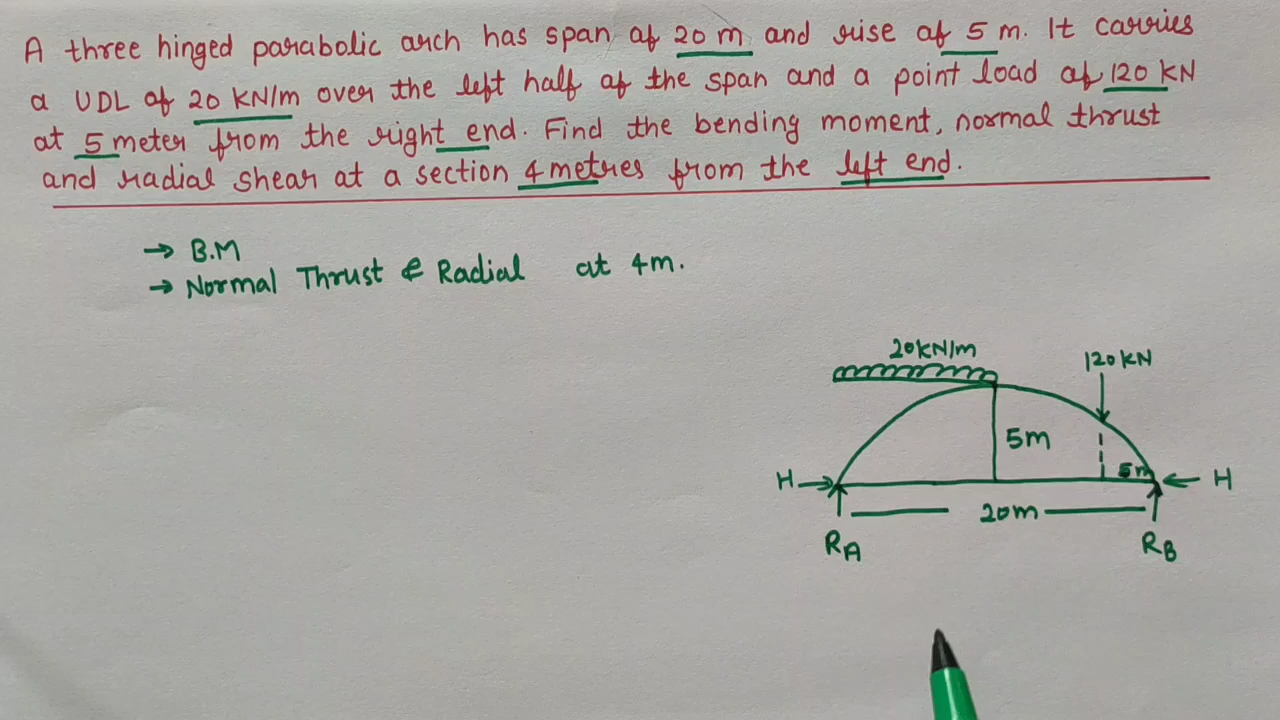 A three hinged parabolic arch has span of 20 m and rise of 5 m. It carries
a UDL of 20 KN/m over the left half of the span and a point load of 120 KN
at 5 meter from the right end. Find the bending moment, normal thrust
and radial shear at a section 4 metres from the left end.
→ B.M
→ Normal Thrust & Radial at 4m.
20KN/m
120KN
5m
5m
H
H
20m
RA
RB